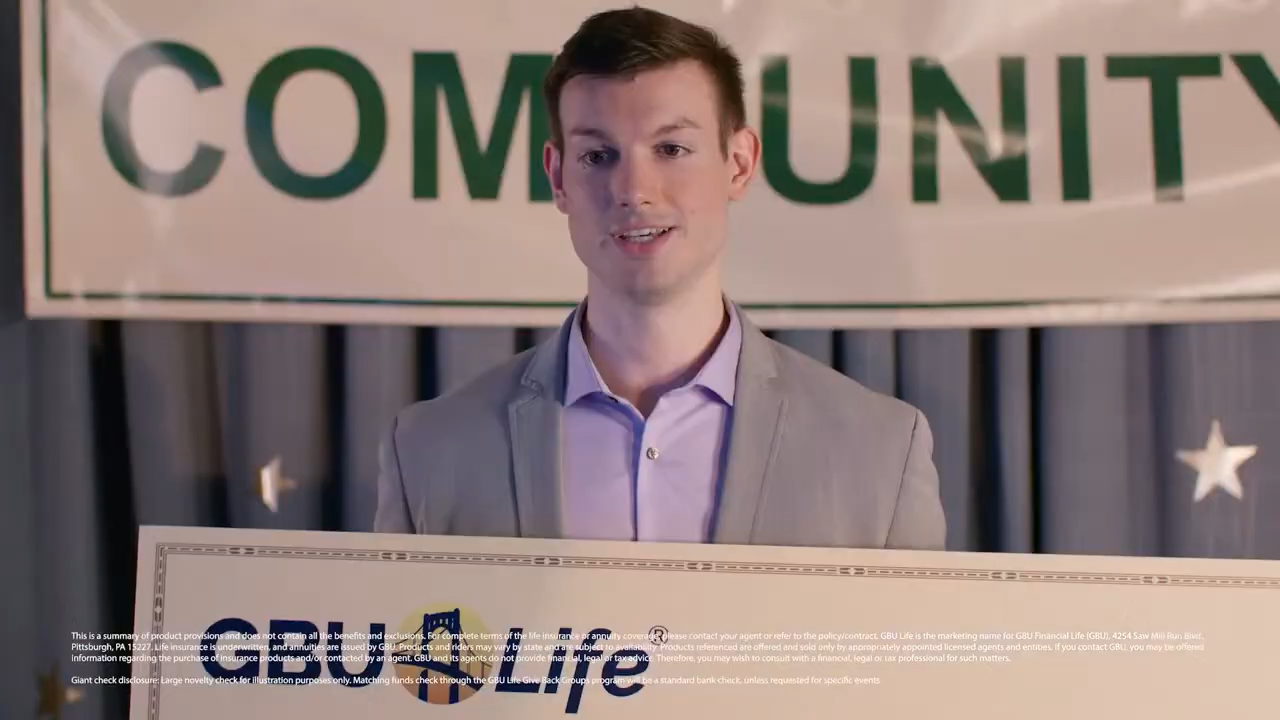 COMMUNITY
GBU Life®
This is a summary of product provisions and does not contain all the benefits and exclusions. For complete terms of the life insurance or annuity coverage, please contact your agent or refer to the policy/contract. GBU Life is the marketing name for GBU Financial Life (GBU), 4254 Saw Mill Run Blvd.,
Pittsburgh, PA 15227. Life insurance is underwritten, and annuities are issued by GBU. Products and riders may vary by state and are subject to availability. Products referenced are offered and sold only by appropriately appointed licensed agents and entities. If you contact GBU, you may be offered
information regarding the purchase of insurance products and/or contacted by an agent. GBU and its agents do not provide financial, legal or tax advice. Therefore, you may wish to consult with a financial, legal or tax professional for such matters.
Giant check disclosure: Large novelty check for illustration purposes only. Matching funds check through the GBU Life Give Back Groups program will be a standard bank check, unless requested for specific events